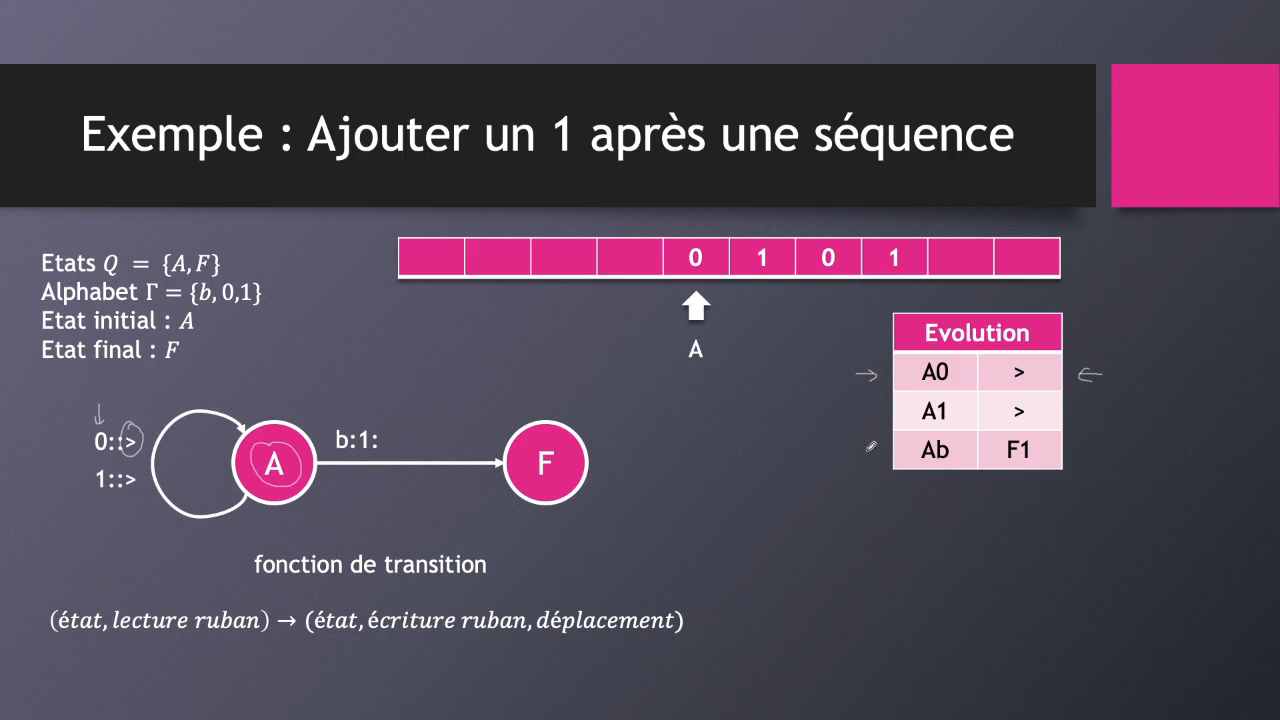 Exemple : Ajouter un 1 après une séquence
Etats Q = {A, F}
Alphabet Γ = {b, 0,1}
Etat initial : A
Etat final : F
0 1 0 1
A
Evolution
A0 >
A1 >
Ab F1
0::>
1::>
A
b:1:
F
fonction de transition
(état, lecture ruban) → (état, écriture ruban, déplacement)